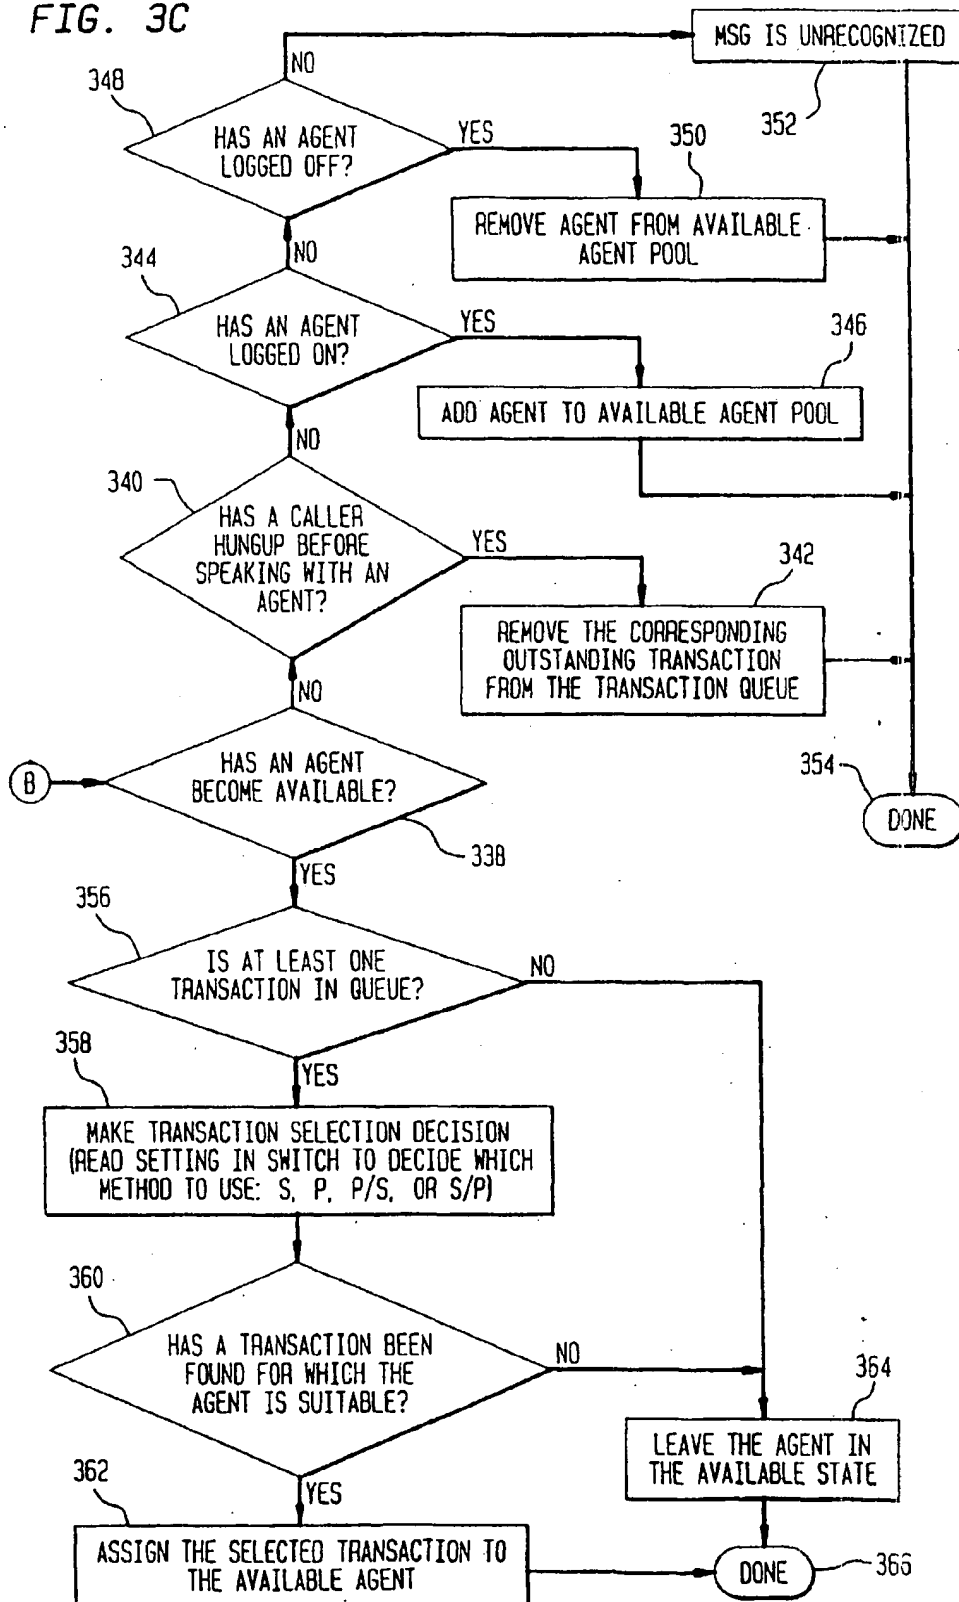 FIG. 3C
MSG IS UNRECOGNIZED
352
NO
348
HAS AN AGENT
LOGGED OFF?
YES
350
REMOVE AGENT FROM AVAILABLE
AGENT POOL
NO
344
HAS AN AGENT
LOGGED ON?
YES
346
ADD AGENT TO AVAILABLE AGENT POOL
NO
340
HAS A CALLER
HUNGUP BEFORE
SPEAKING WITH AN
AGENT?
YES
342
REMOVE THE CORRESPONDING
OUTSTANDING TRANSACTION
FROM THE TRANSACTION QUEUE
NO
B
HAS AN AGENT
BECOME AVAILABLE?
338
354
DONE
YES
356
IS AT LEAST ONE
TRANSACTION IN QUEUE?
NO
YES
358
MAKE TRANSACTION SELECTION DECISION
(READ SETTING IN SWITCH TO DECIDE WHICH
METHOD TO USE: S, P, P/S, OR S/P)
360
HAS A TRANSACTION BEEN
FOUND FOR WHICH THE
AGENT IS SUITABLE?
NO
364
LEAVE THE AGENT IN
THE AVAILABLE STATE
YES
362
ASSIGN THE SELECTED TRANSACTION TO
THE AVAILABLE AGENT
DONE
366